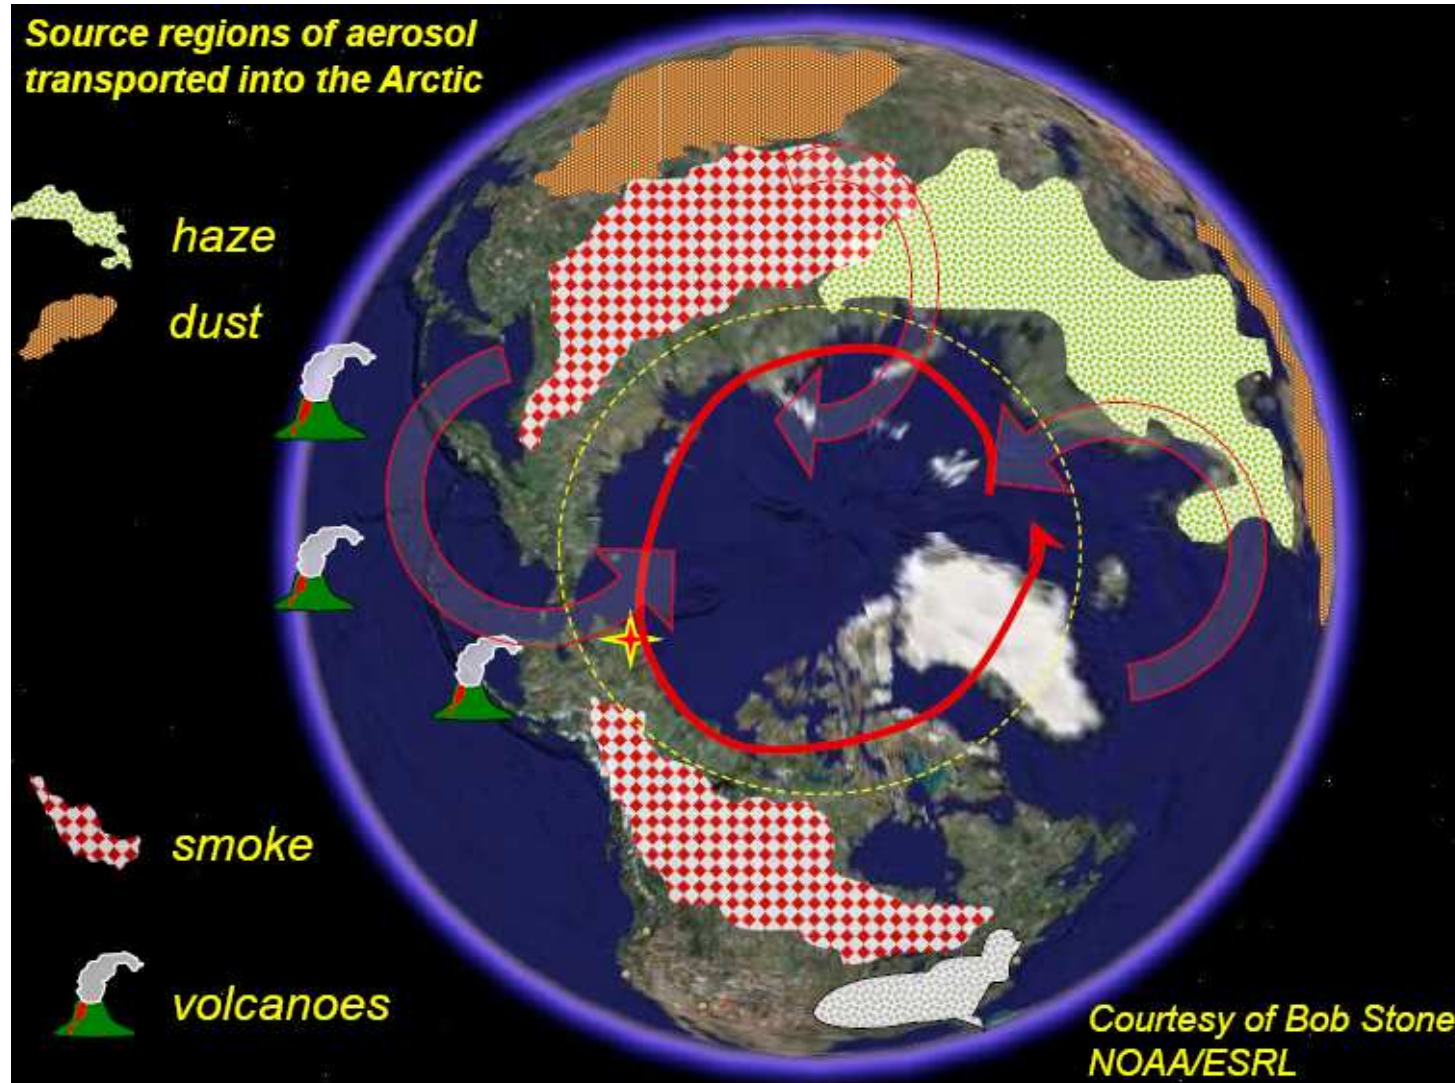 Source regions of aerosol
transported into the Arctic
haze
dust
smoke
volcanoes
Courtesy of Bob Stone
NOAA/ESRL